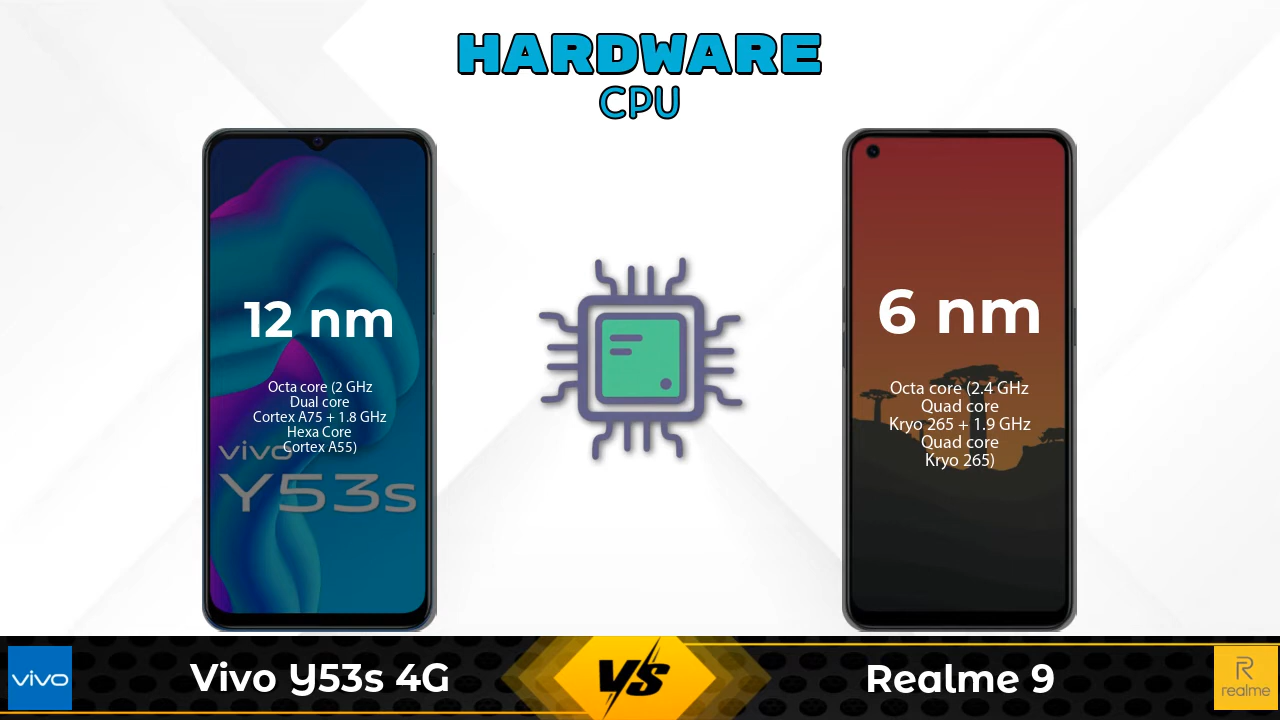 HARDWARE
CPU
12 nm
Octa core (2 GHz
Dual core
Cortex A75 + 1.8 GHz
Hexa Core
Cortex A55)
vivo
Y53s
6 nm
Octa core (2.4 GHz
Quad core
Kryo 265 + 1.9 GHz
Quad core
Kryo 265)
vivo
Vivo Y53s 4G
VS
Realme 9
R
realme